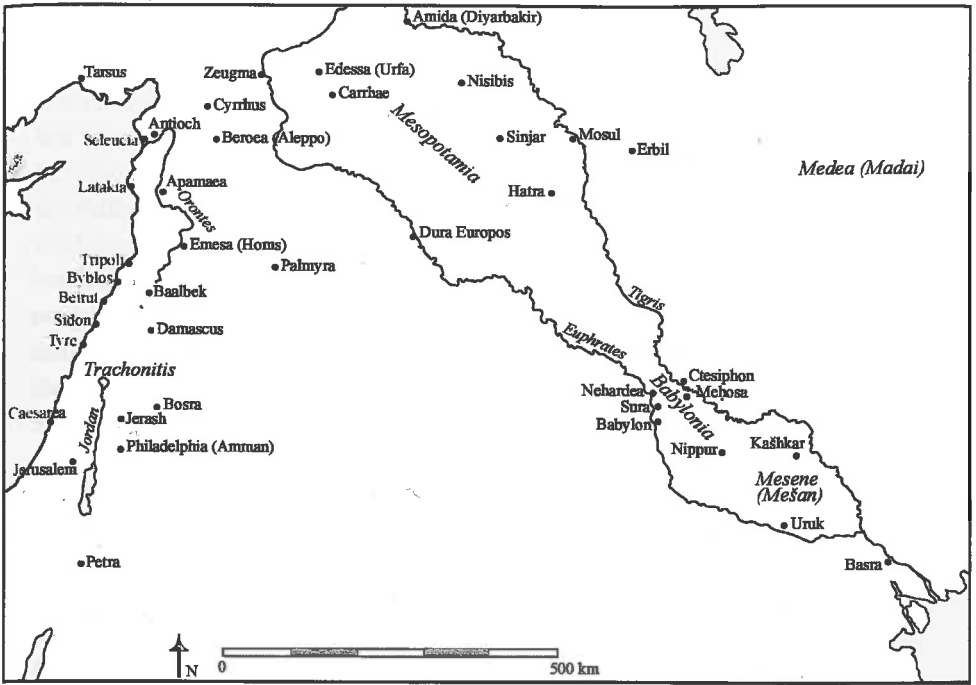 Amida (Diyarbakir)
Tarsus
Zeugma
Edessa (Urfa)
Nisibis
Carrhae
Cyrrhus
Antioch
Seleucia
Beroea (Aleppo)
Mesopotamia
Sinjar
Mosul
Erbil
Medea (Madai)
Latakia
Apamaea
Orontes
Hatra
Emesa (Homs)
Dura Europos
Tripoli
Palmyra
Byblos
Baalbek
Beirut
Tigris
Sidon
Damascus
Tyre
Euphrates
Trachonitis
Ctesiphon
Nehardea
Mehosa
Babylonia
Sura
Caesarea
Bosra
Jerash
Jordan
Babylon
Philadelphia (Amman)
Nippur
Kaškar
Jerusalem
Mesene
(Mešan)
Uruk
Petra
Basra
N
0
500 km